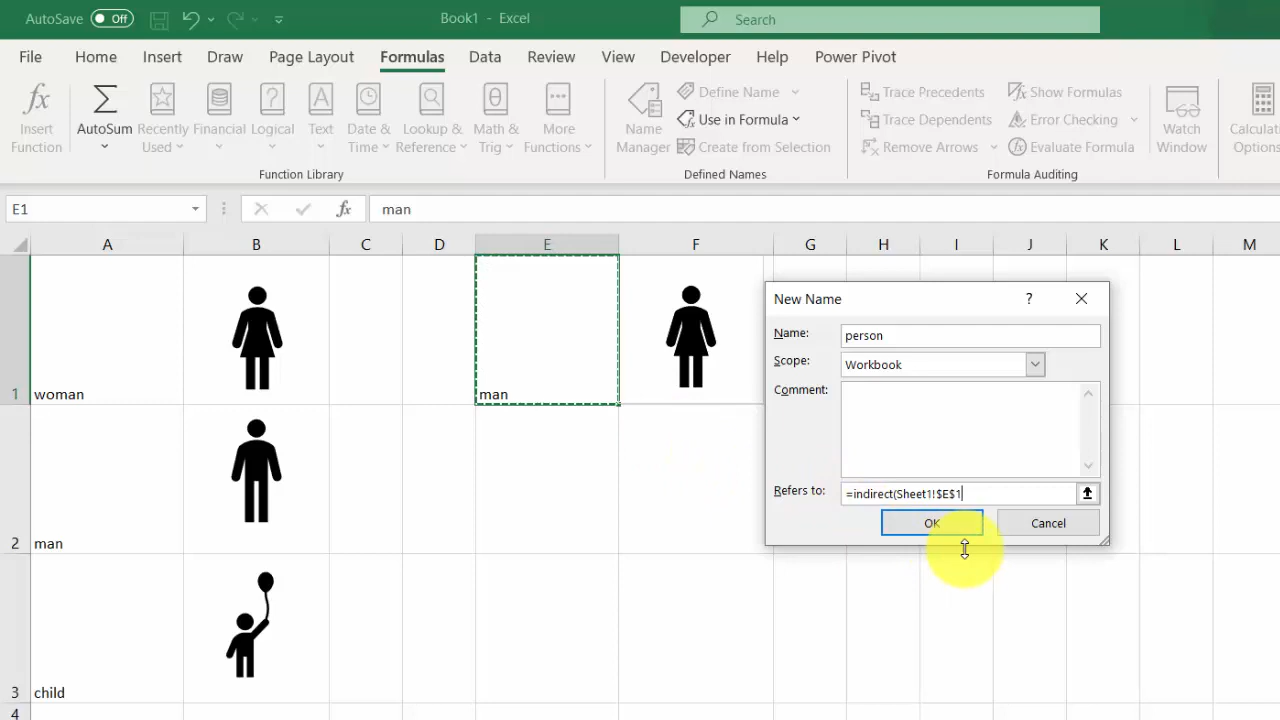 AutoSave Off Book1 - Excel Search
File Home Insert Draw Page Layout Formulas Data Review View Developer Help Power Pivot
fx Σ ? A θ
Insert Function
AutoSum
Recently Used
Financial
Logical
Text
Date & Time
Lookup & Reference
Math & Trig
More Functions
Function Library
Name Manager
Define Name
Use in Formula
Create from Selection
Defined Names
Trace Precedents
Trace Dependents
Remove Arrows
Show Formulas
Error Checking
Evaluate Formula
Formula Auditing
Watch Window
Calculat
Options
E1 fx man
A B C D E F G H I J K L M
1 woman man
2 man
3 child
4
New Name ?
Name: person
Scope: Workbook
Comment:
Refers to: =indirect(Sheet1!$E$1
OK Cancel